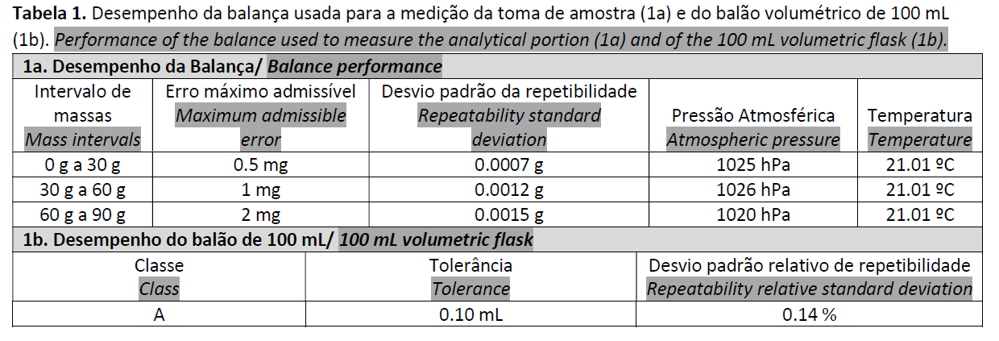 Tabela 1. Desempenho da balança usada para a medição da toma de amostra (1a) e do balão volumétrico de 100 mL
(1b). Performance of the balance used to measure the analytical portion (1a) and of the 100 mL volumetric flask (1b).
1a. Desempenho da Balança/ Balance performance
Intervalo de
massas
Mass intervals
Erro máximo admissível
Maximum admissible
error
Desvio padrão da repetibilidade
Repeatability standard
deviation
Pressão Atmosférica
Atmospheric pressure
Temperatura
Temperature
0 g a 30 g 0.5 mg 0.0007 g 1025 hPa 21.01 ºC
30 g a 60 g 1 mg 0.0012 g 1026 hPa 21.01 ºC
60 g a 90 g 2 mg 0.0015 g 1020 hPa 21.01 ºC
1b. Desempenho do balão de 100 mL/ 100 mL volumetric flask
Classe
Class
Tolerância
Tolerance
Desvio padrão relativo de repetibilidade
Repeatability relative standard deviation
A 0.10 mL 0.14 %